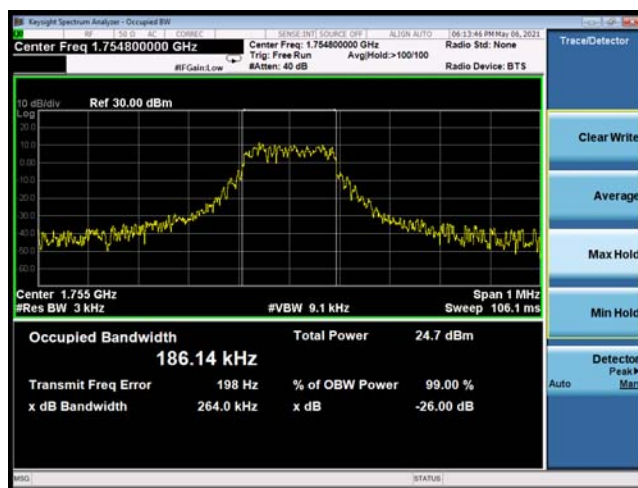 Keysight Spectrum Analyzer - Occupied BW
RF 50 Ω AC CORREC SENSE:INT SOURCE OFF ALIGN AUTO 06:13:46 PM May 06, 2021
Center Freq 1.754800000 GHz Center Freq: 1.754800000 GHz Radio Std: None
Trig: Free Run Avg|Hold:>100/100
#IFGain:Low #Atten: 40 dB Radio Device: BTS
Trace/Detector
10 dB/div Ref 30.00 dBm
Log
20.0
10.0
0.00
10.0
20.0
30.0
40.0
50.0
60.0
Center 1.755 GHz Span 1 MHz
#Res BW 3 kHz #VBW 9.1 kHz Sweep 106.1 ms
Occupied Bandwidth Total Power 24.7 dBm
186.14 kHz
Transmit Freq Error 198 Hz % of OBW Power 99.00 %
x dB Bandwidth 264.0 kHz x dB -26.00 dB
Clear Write
Average
Max Hold
Min Hold
Detector
Peak
Auto Man
MSG STATUS